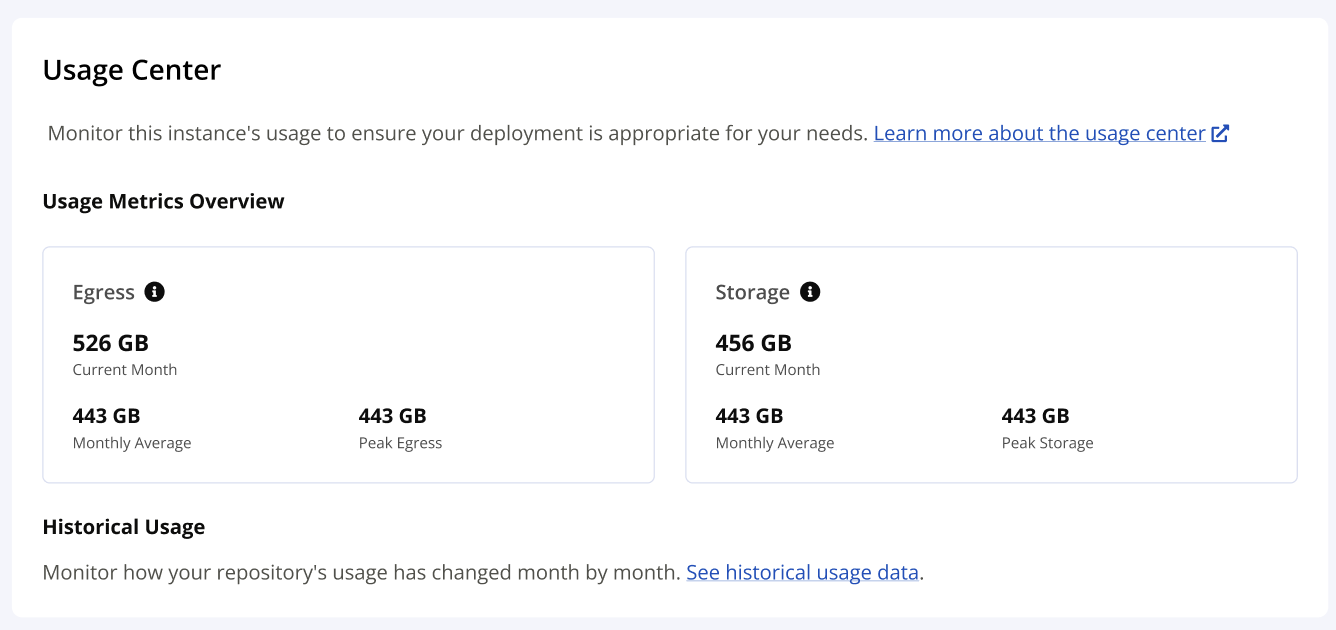 Usage Center
Monitor this instance's usage to ensure your deployment is appropriate for your needs. Learn more about the usage center
Usage Metrics Overview
Egress
526 GB
Current Month
443 GB
Monthly Average
443 GB
Peak Egress
Storage
456 GB
Current Month
443 GB
Monthly Average
443 GB
Peak Storage
Historical Usage
Monitor how your repository's usage has changed month by month. See historical usage data.